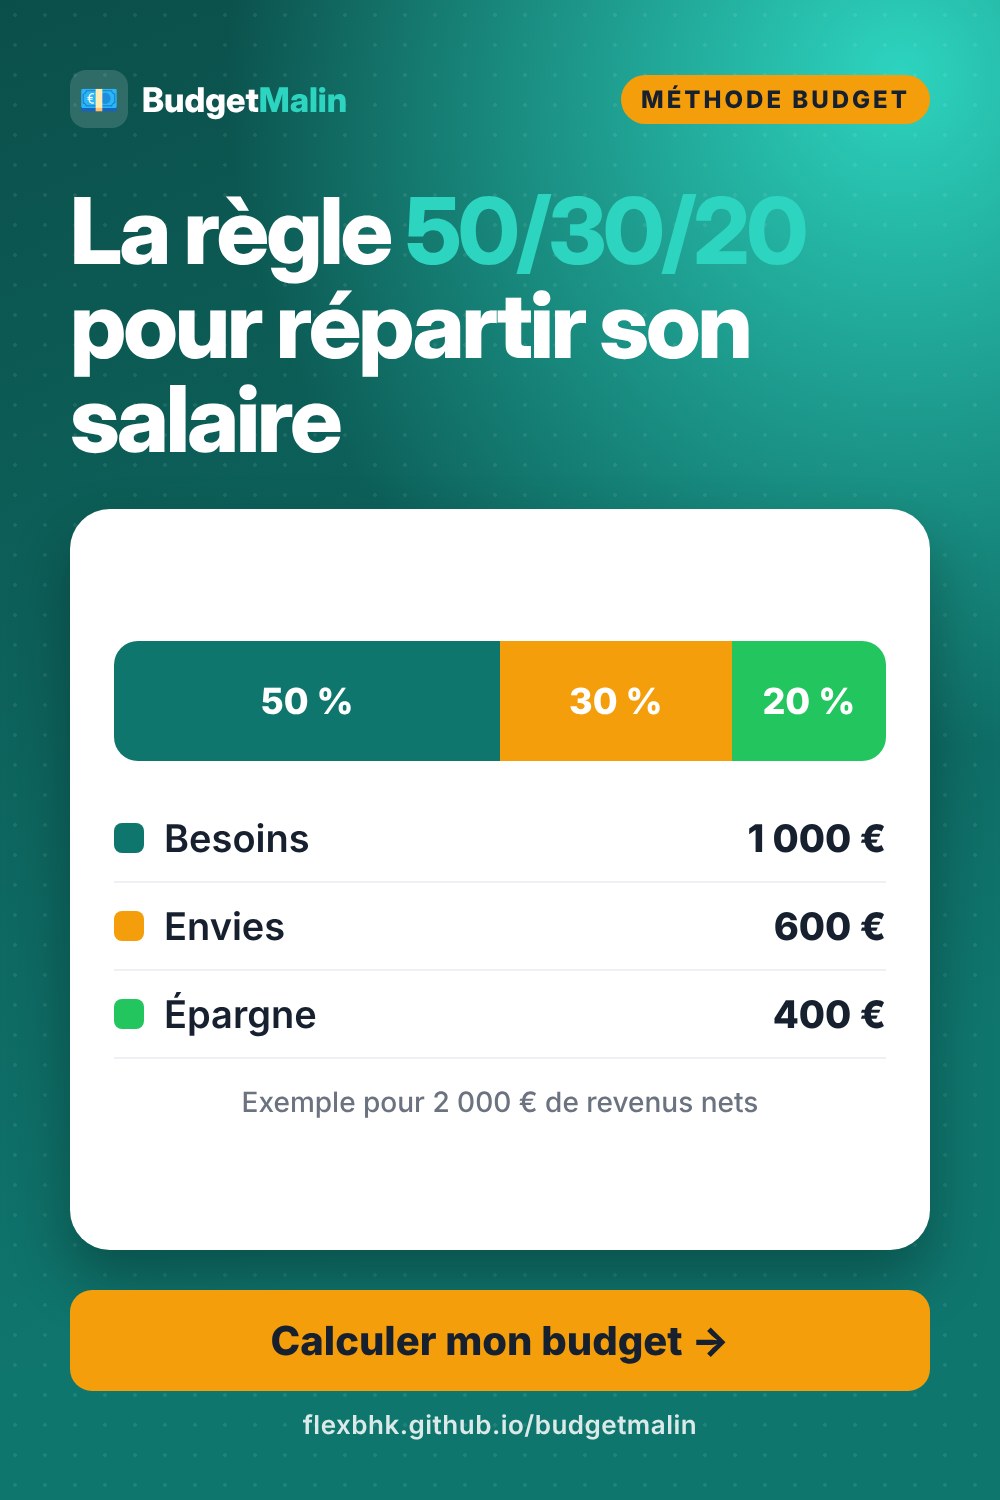 BudgetMalin
MÉTHODE BUDGET
La règle 50/30/20
pour répartir son
salaire
50 %
30 %
20 %
Besoins 1 000 €
Envies 600 €
Épargne 400 €
Exemple pour 2 000 € de revenus nets
Calculer mon budget →
flexbhk.github.io/budgetmalin